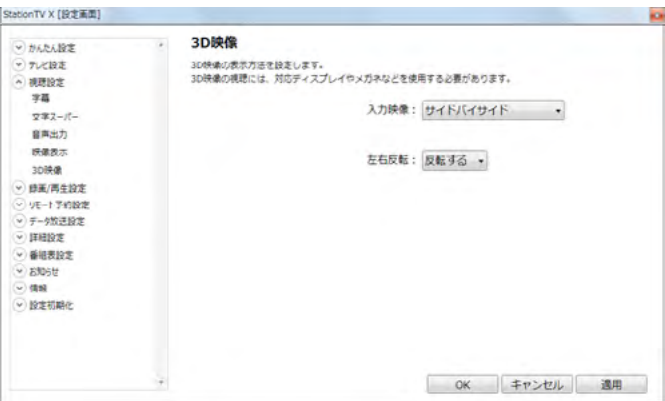 StationTV X [設定画面]
かんたん設定
テレビ設定
視聴設定
字幕
文字スーパー
音声出力
映像表示
3D映像
録画/再生設定
リモート予約設定
データ放送設定
詳細設定
番組表設定
お知らせ
情報
設定初期化
3D映像
3D映像の表示方法を設定します。
3D映像の視聴には、対応ディスプレイやメガネなどを使用する必要があります。
入力映像： サイドバイサイド
左右反転： 反転する
OK キャンセル 適用